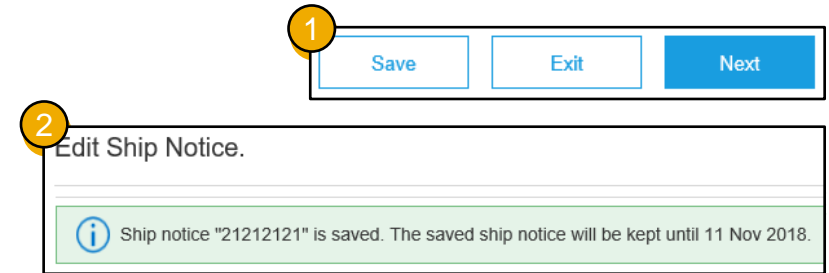 1
Save Exit Next
2
Edit Ship Notice.
Ship notice "21212121" is saved. The saved ship notice will be kept until 11 Nov 2018.